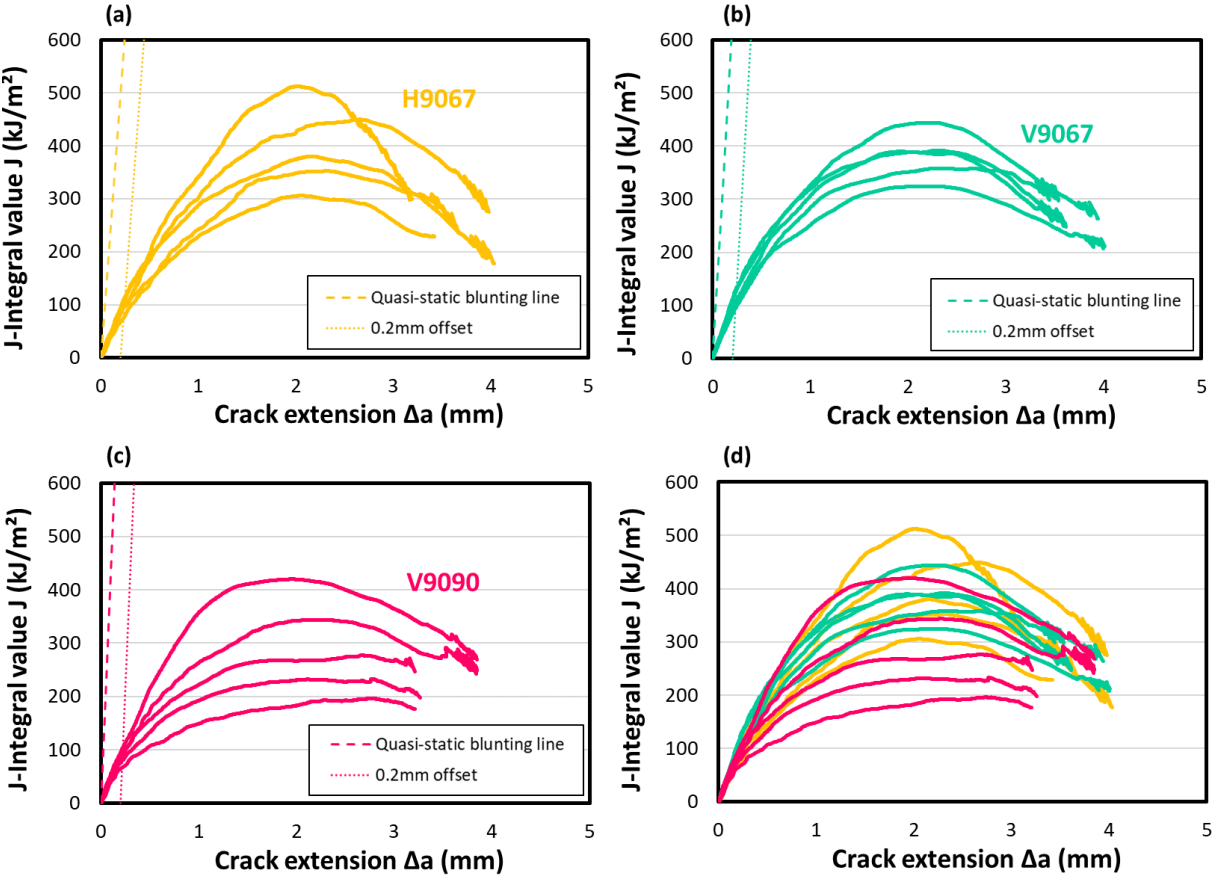 (a)
600
500
400
300
200
100
0
0 1 2 3 4 5
J-Integral value J (kJ/m²)
Crack extension Δa (mm)
H9067
Quasi-static blunting line
0.2mm offset
(b)
600
500
400
300
200
100
0
0 1 2 3 4 5
J-Integral value J (kJ/m²)
Crack extension Δa (mm)
V9067
Quasi-static blunting line
0.2mm offset
(c)
600
500
400
300
200
100
0
0 1 2 3 4 5
J-Integral value J (kJ/m²)
Crack extension Δa (mm)
V9090
Quasi-static blunting line
0.2mm offset
(d)
600
500
400
300
200
100
0
0 1 2 3 4 5
J-Integral value J (kJ/m²)
Crack extension Δa (mm)